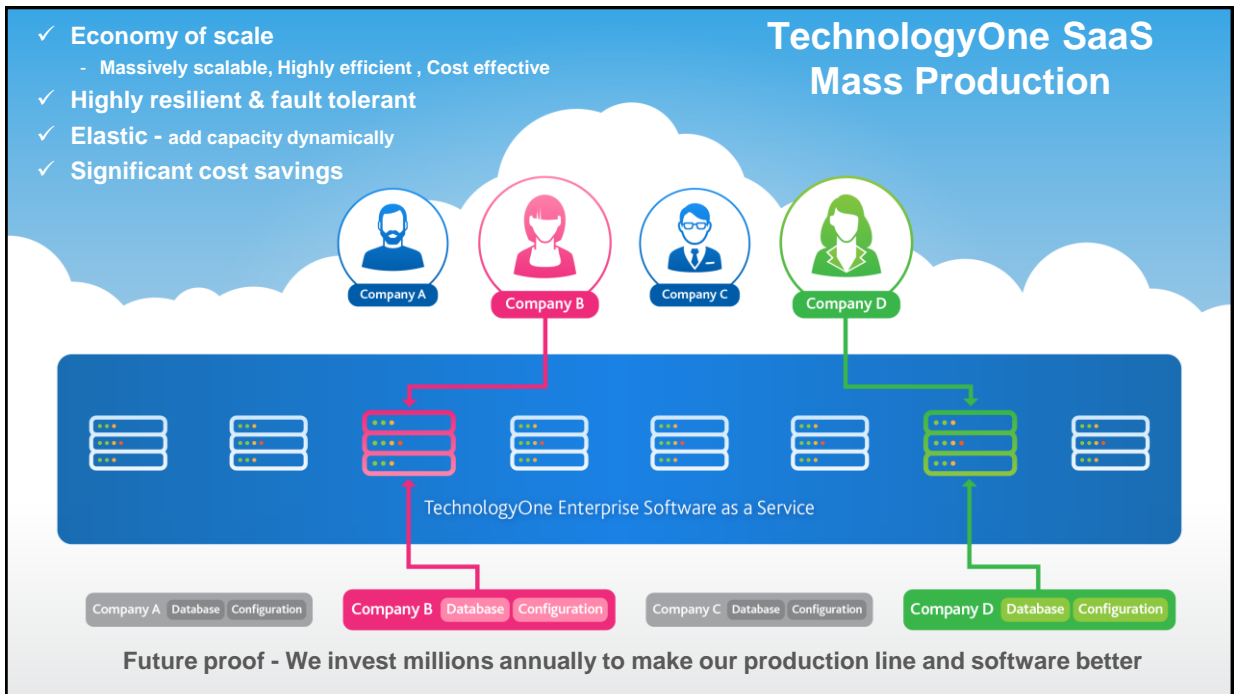 ✓ Economy of scale
- Massively scalable, Highly efficient , Cost effective
✓ Highly resilient & fault tolerant
✓ Elastic - add capacity dynamically
✓ Significant cost savings
TechnologyOne SaaS
Mass Production
Company A
Company B
Company C
Company D
TechnologyOne Enterprise Software as a Service
Company A Database Configuration
Company B Database Configuration
Company C Database Configuration
Company D Database Configuration
Future proof - We invest millions annually to make our production line and software better